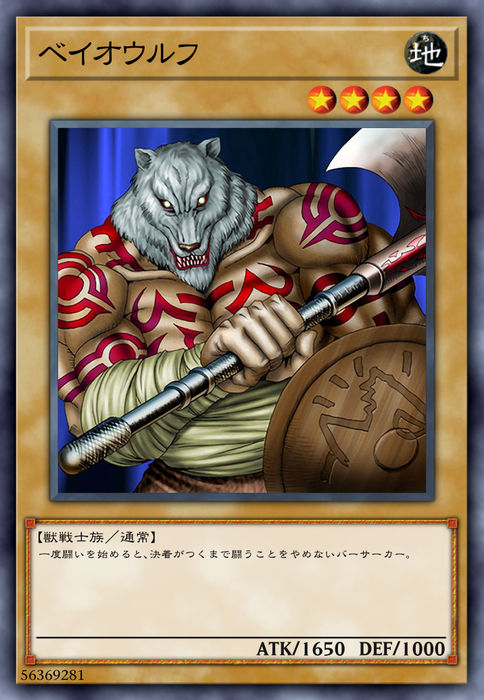 ベイオウルフ
ち
地
【獣戦士族／通常】
一度闘いを始めると、決着がつくまで闘うことをやめないバーサーカー。
ATK/1650 DEF/1000
56369281